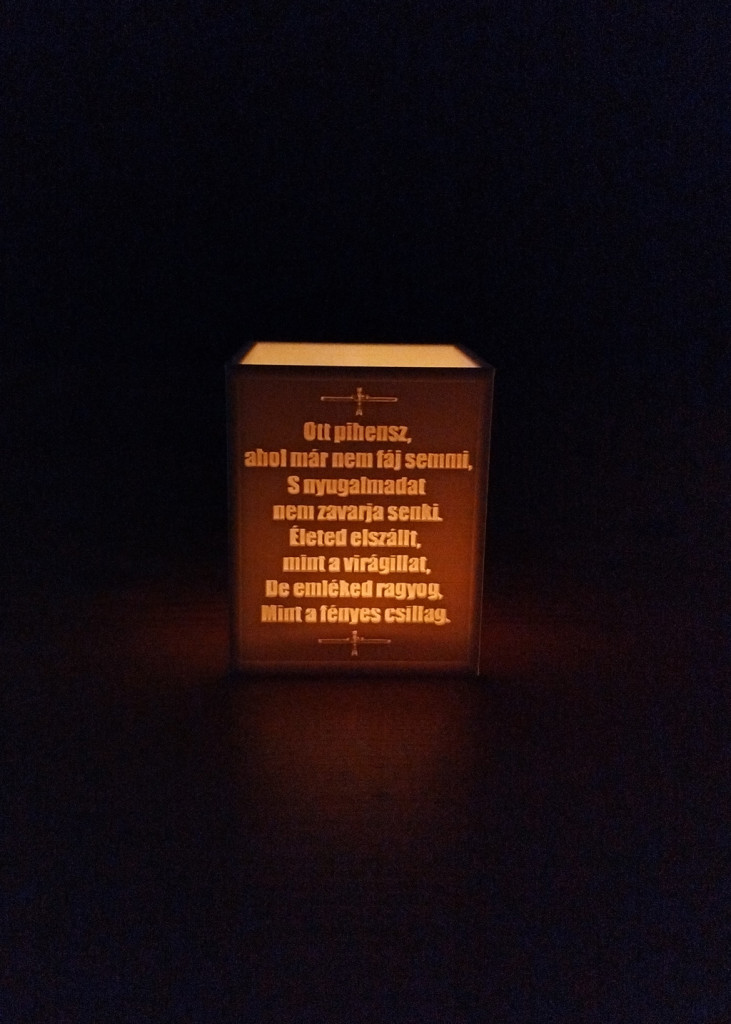 Ott pihensz,
ahol már nem fáj semmi,
S nyugalmadat
nem zavarja senki.
Életed elszállt,
mint a virágillat,
De emléked ragyog,
Mint a fényes csillag.